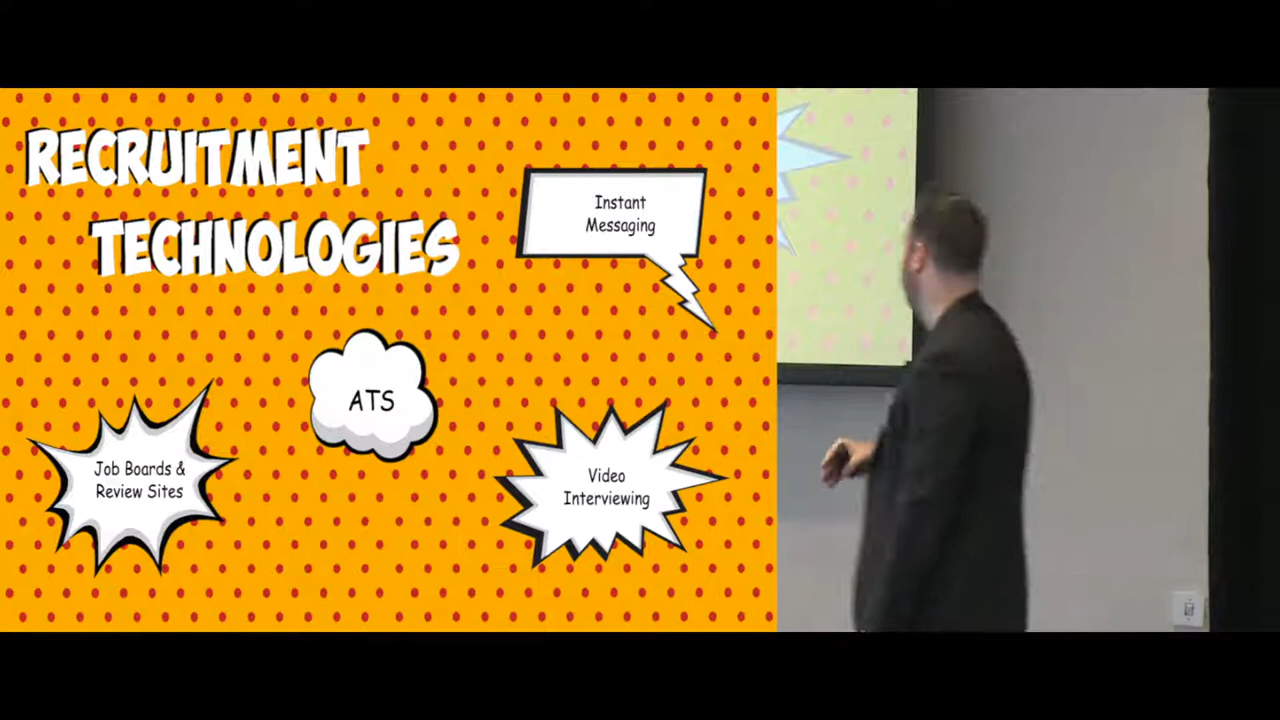 RECRUITMENT
TECHNOLOGIES
Instant
Messaging
ATS
Job Boards &
Review Sites
Video
Interviewing